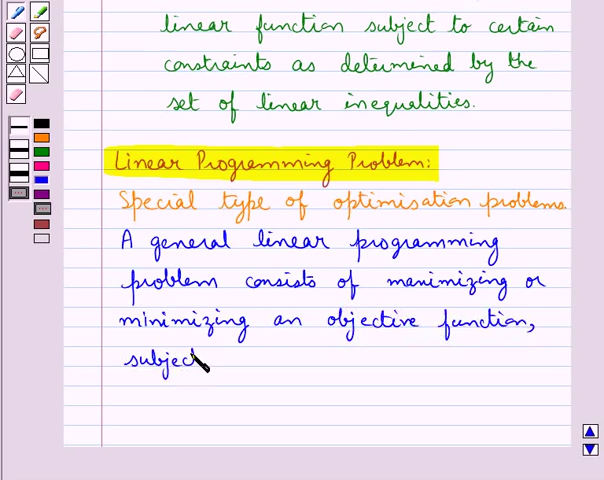 linear function subject to certain
constraints as determined by the
set of linear inequalities.
Linear Programming Problem:
Special type of optimisation problems.
A general linear programming
problem consists of maximizing or
minimizing an objective function,
subjec